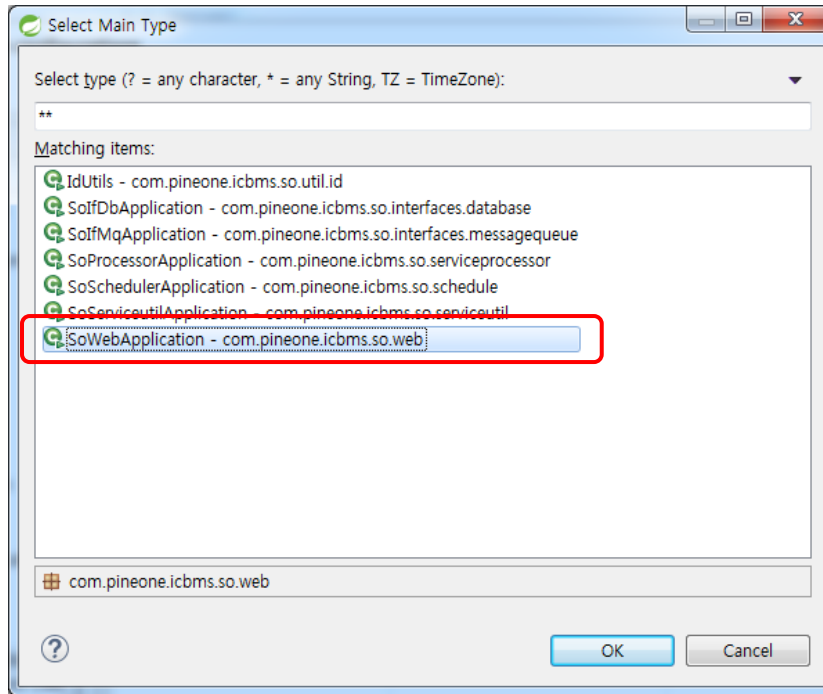 Select Main Type
Select type (? = any character, * = any String, TZ = TimeZone):
**
Matching items:
IdUtils - com.pineone.icbms.so.util.id
SoIfDbApplication - com.pineone.icbms.so.interfaces.database
SoIfMqApplication - com.pineone.icbms.so.interfaces.messagequeue
SoProcessorApplication - com.pineone.icbms.so.serviceprocessor
SoSchedulerApplication - com.pineone.icbms.so.schedule
SoServiceutilApplication - com.pineone.icbms.so.serviceutil
SoWebApplication - com.pineone.icbms.so.web
com.pineone.icbms.so.web
?
OK Cancel